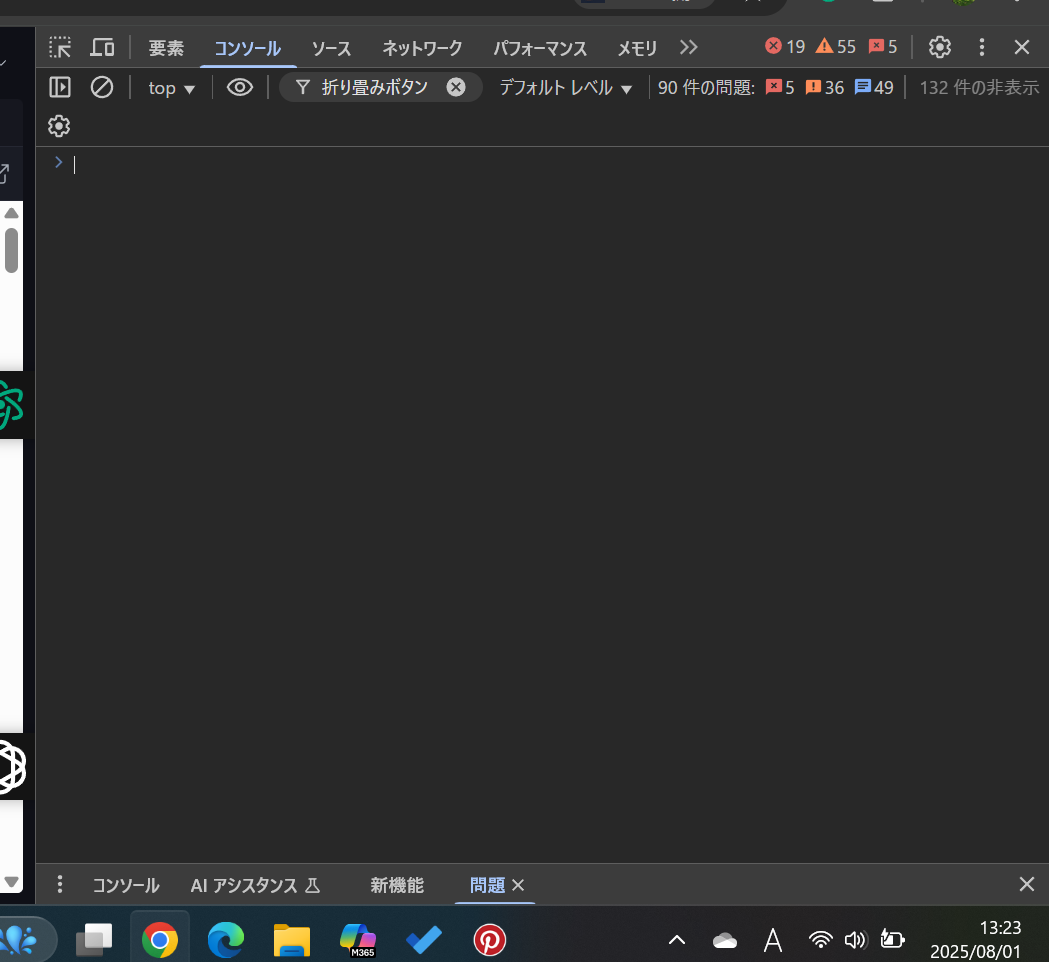 要素 コンソール ソース ネットワーク パフォーマンス メモリ 19 55 5
top 折り畳みボタン デフォルト レベル 90 件の問題: 5 36 49 132 件の非表示
コンソール AI アシスタンス 新機能 問題
M365
A
13:23
2025/08/01